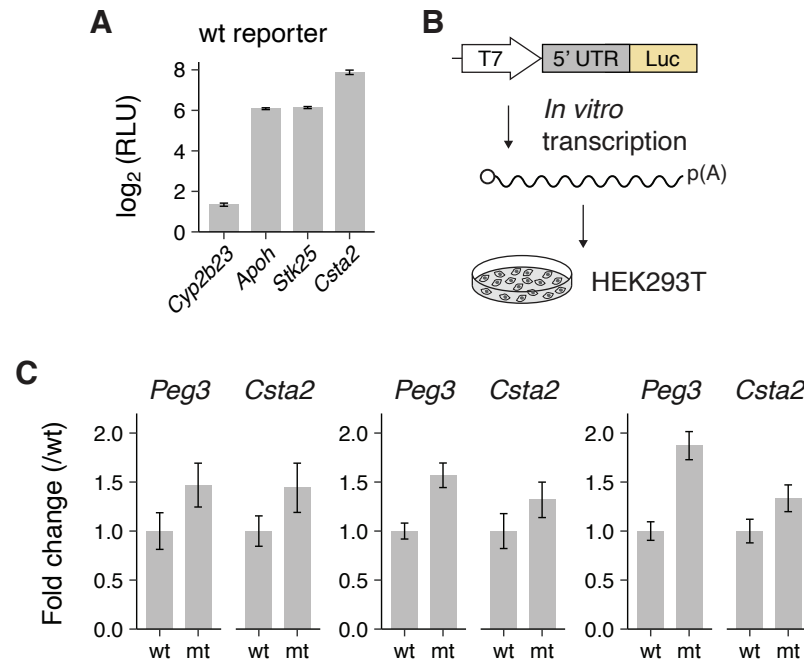 A
wt reporter
log2 (RLU)
8
6
4
2
0
Cyp2b23
Apoh
Stk25
Csta2
B
T7
5' UTR
Luc
In vitro
transcription
p(A)
HEK293T
C
Fold change (/wt)
Peg3
Csta2
Peg3
Csta2
Peg3
Csta2
2.0
1.5
1.0
0.5
0.0
2.0
1.5
1.0
0.5
0.0
2.0
1.5
1.0
0.5
0.0
wt mt
wt mt
wt mt
wt mt
wt mt
wt mt